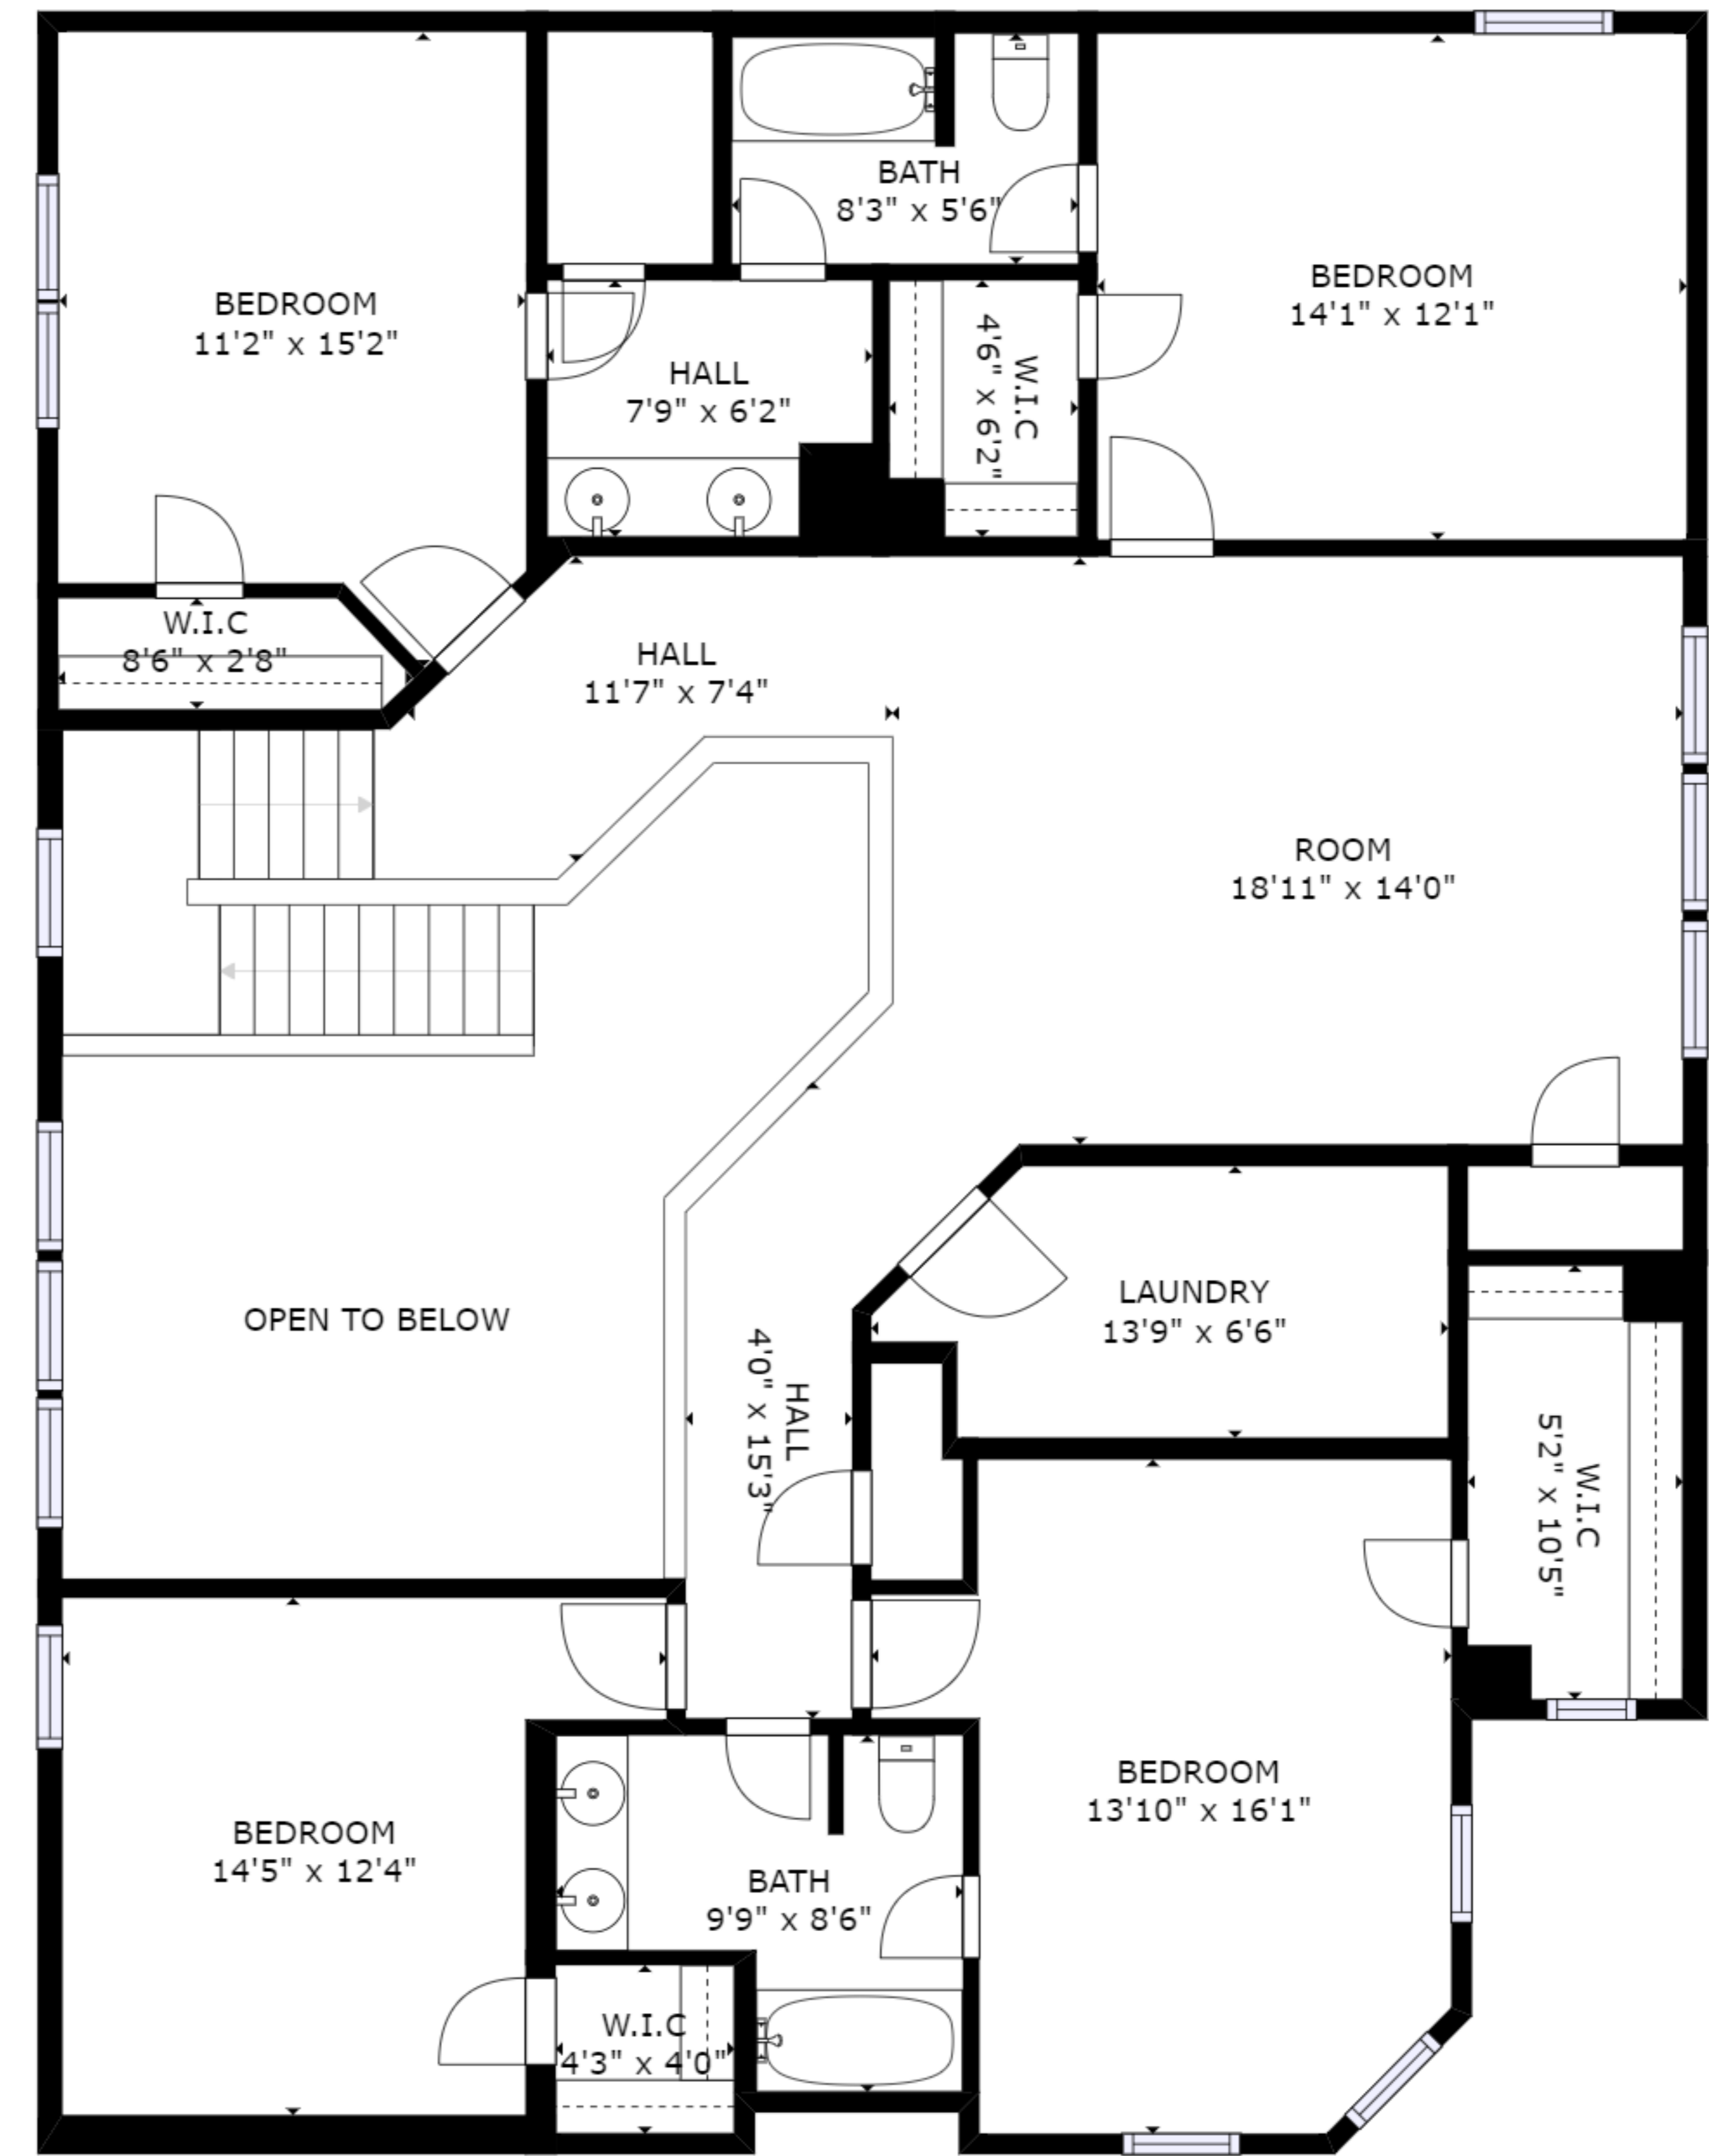 BATH
8'3" x 5'6"
BEDROOM
11'2" x 15'2"
BEDROOM
14'1" x 12'1"
HALL
7'9" x 6'2"
W.I.C
4'6" x 6'2"
W.I.C
8'6" x 2'8"
HALL
11'7" x 7'4"
ROOM
18'11" x 14'0"
OPEN TO BELOW
LAUNDRY
13'9" x 6'6"
HALL
4'0" x 15'3"
W.I.C
5'2" x 10'5"
BEDROOM
13'10" x 16'1"
BEDROOM
14'5" x 12'4"
BATH
9'9" x 8'6"
W.I.C
4'3" x 4'0"